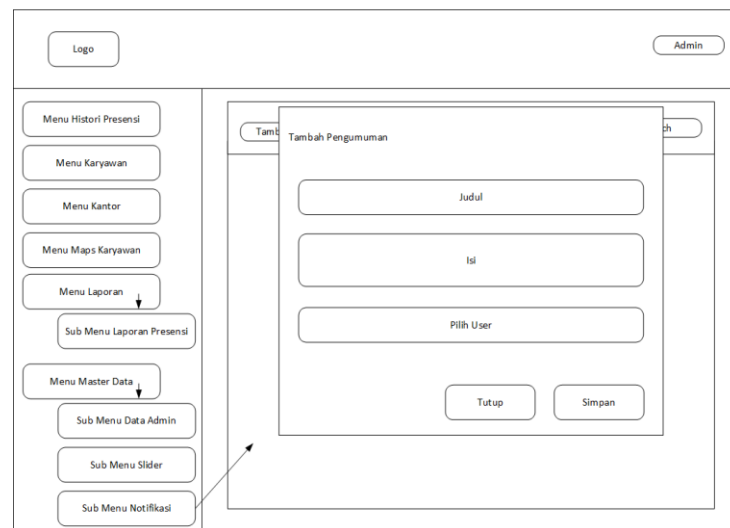 Logo
Admin
Menu Histori Presensi
Menu Karyawan
Menu Kantor
Menu Maps Karyawan
Menu Laporan
Sub Menu Laporan Presensi
Menu Master Data
Sub Menu Data Admin
Sub Menu Slider
Sub Menu Notifikasi
Tamb
ch
Tambah Pengumuman
Judul
Isi
Pilih User
Tutup
Simpan